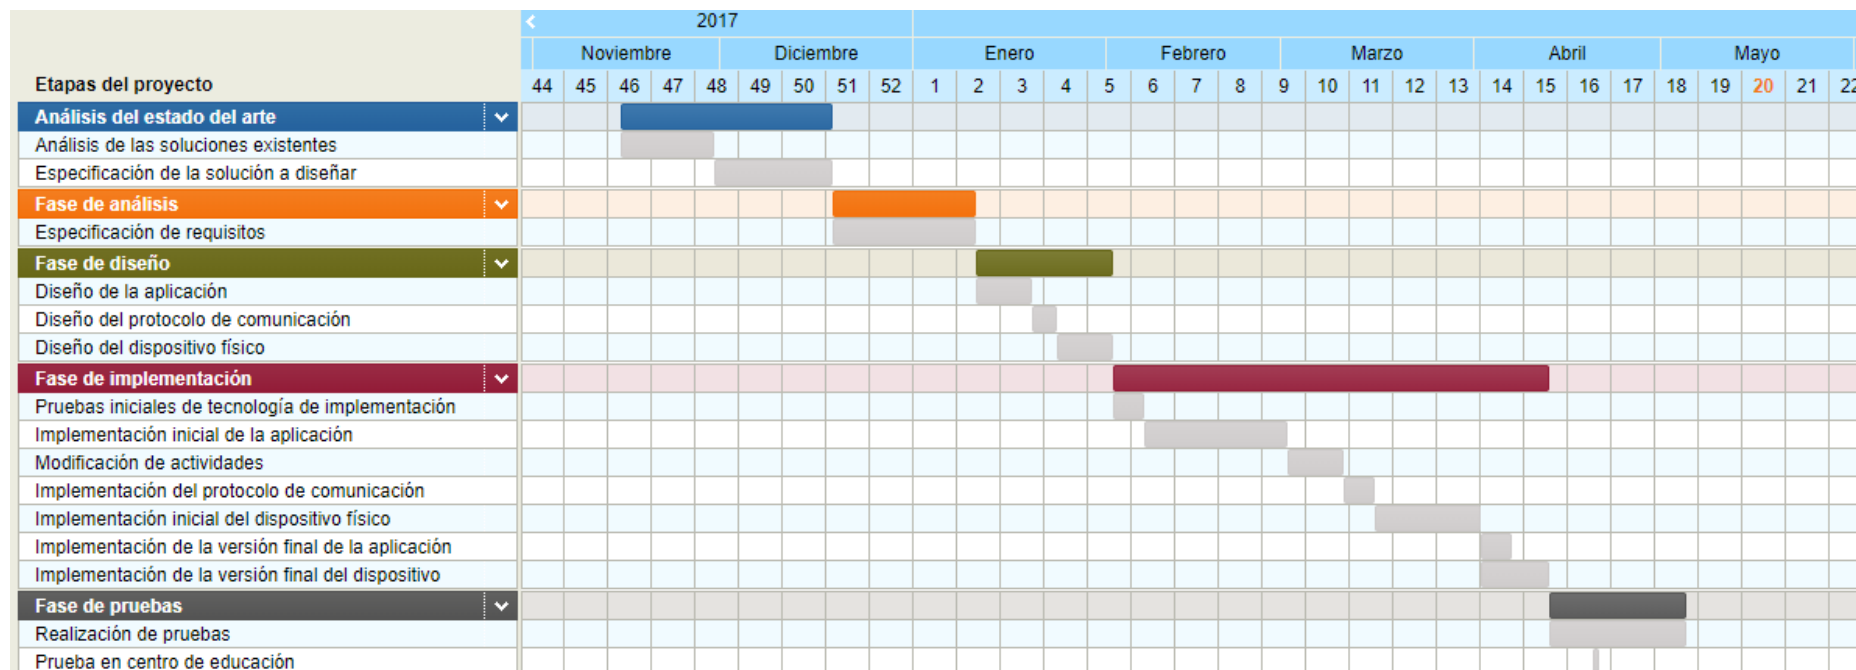 2017
Noviembre Diciembre Enero Febrero Marzo Abril Mayo
Etapas del proyecto 44 45 46 47 48 49 50 51 52 1 2 3 4 5 6 7 8 9 10 11 12 13 14 15 16 17 18 19 20 21 22
Análisis del estado del arte
Análisis de las soluciones existentes
Especificación de la solución a diseñar
Fase de análisis
Especificación de requisitos
Fase de diseño
Diseño de la aplicación
Diseño del protocolo de comunicación
Diseño del dispositivo físico
Fase de implementación
Pruebas iniciales de tecnología de implementación
Implementación inicial de la aplicación
Modificación de actividades
Implementación del protocolo de comunicación
Implementación inicial del dispositivo físico
Implementación de la versión final de la aplicación
Implementación de la versión final del dispositivo
Fase de pruebas
Realización de pruebas
Prueba en centro de educación